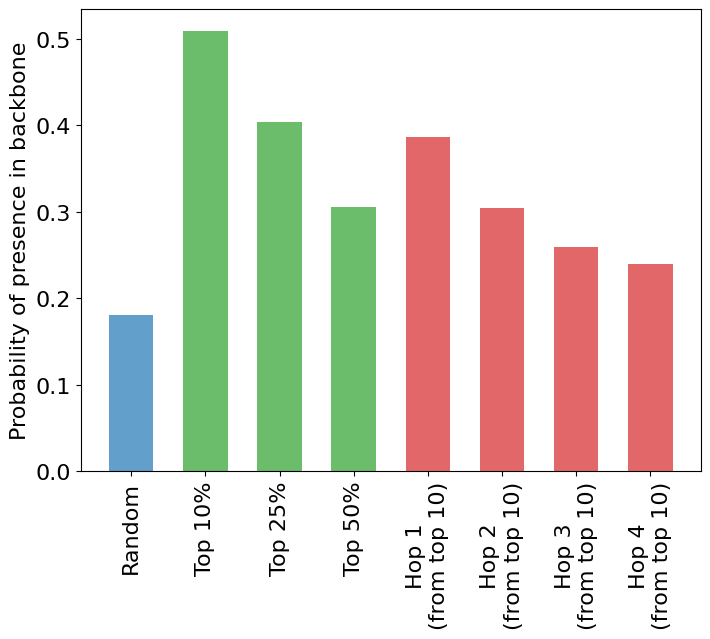 Probability of presence in backbone
0.5
0.4
0.3
0.2
0.1
0.0
Random
Top 10%
Top 25%
Top 50%
Hop 1
(from top 10)
Hop 2
(from top 10)
Hop 3
(from top 10)
Hop 4
(from top 10)